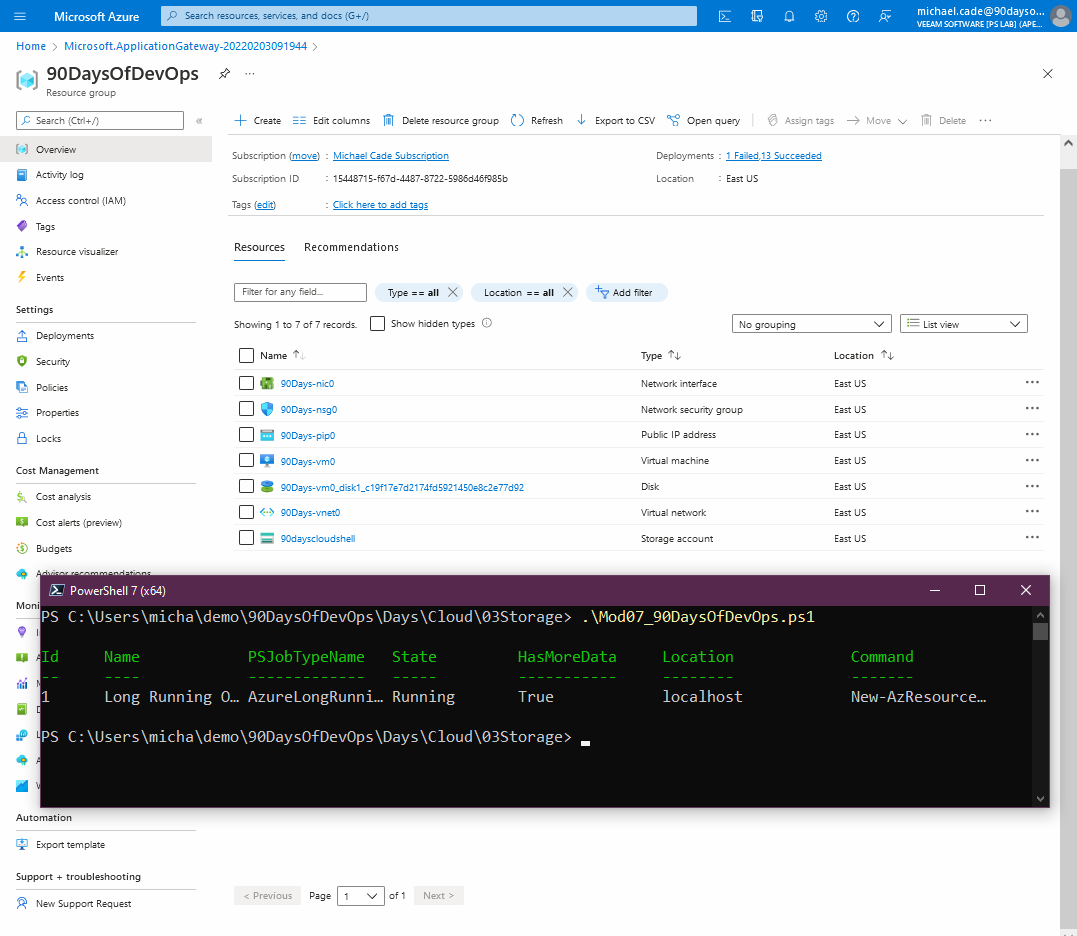 Microsoft Azure
Search resources, services, and docs (G+/)
michael.cade@90dayso...
VEEAM SOFTWARE [PS LAB] (APE...
Home > Microsoft.ApplicationGateway-20220203091944 >
90DaysOfDevOps
...
Resource group
Search (Ctrl+/)
«
Overview
Activity log
Access control (IAM)
Tags
Resource visualizer
Events
Settings
Deployments
Security
Policies
Properties
Locks
Cost Management
Cost analysis
Cost alerts (preview)
Budgets
Advisor recommendations
Moni
Automation
Export template
Support + troubleshooting
New Support Request
Create
Edit columns
Delete resource group
Refresh
Export to CSV
Open query
Assign tags
Move
Delete
...
Subscription (move) : Michael Cade Subscription
Subscription ID : 15448715-f67d-4487-8722-5986d46f985b
Tags (edit) : Click here to add tags
Deployments : 1 Failed,13 Succeeded
Location : East US
Resources Recommendations
Filter for any field...
Type == all
Location == all
Add filter
Showing 1 to 7 of 7 records.
Show hidden types
No grouping
List view
Name Type Location
90Days-nic0 Network interface East US ...
90Days-nsg0 Network security group East US ...
90Days-pip0 Public IP address East US ...
90Days-vm0 Virtual machine East US ...
90Days-vm0_disk1_c19f17e7d2174fd5921450e8c2e77d92 Disk East US ...
90Days-vnet0 Virtual network East US ...
90dayscloudshell Storage account East US ...
PowerShell 7 (x64)
PS C:\Users\micha\demo\90DaysOfDevOps\Days\Cloud\03Storage> .\Mod07_90DaysOfDevOps.ps1
Id Name PSJobTypeName State HasMoreData Location Command
-- ---- ------------- ----- ----------- -------- -------
1 Long Running O… AzureLongRunni… Running True localhost New-AzResource…
PS C:\Users\micha\demo\90DaysOfDevOps\Days\Cloud\03Storage>
< Previous Page 1 of 1 Next >